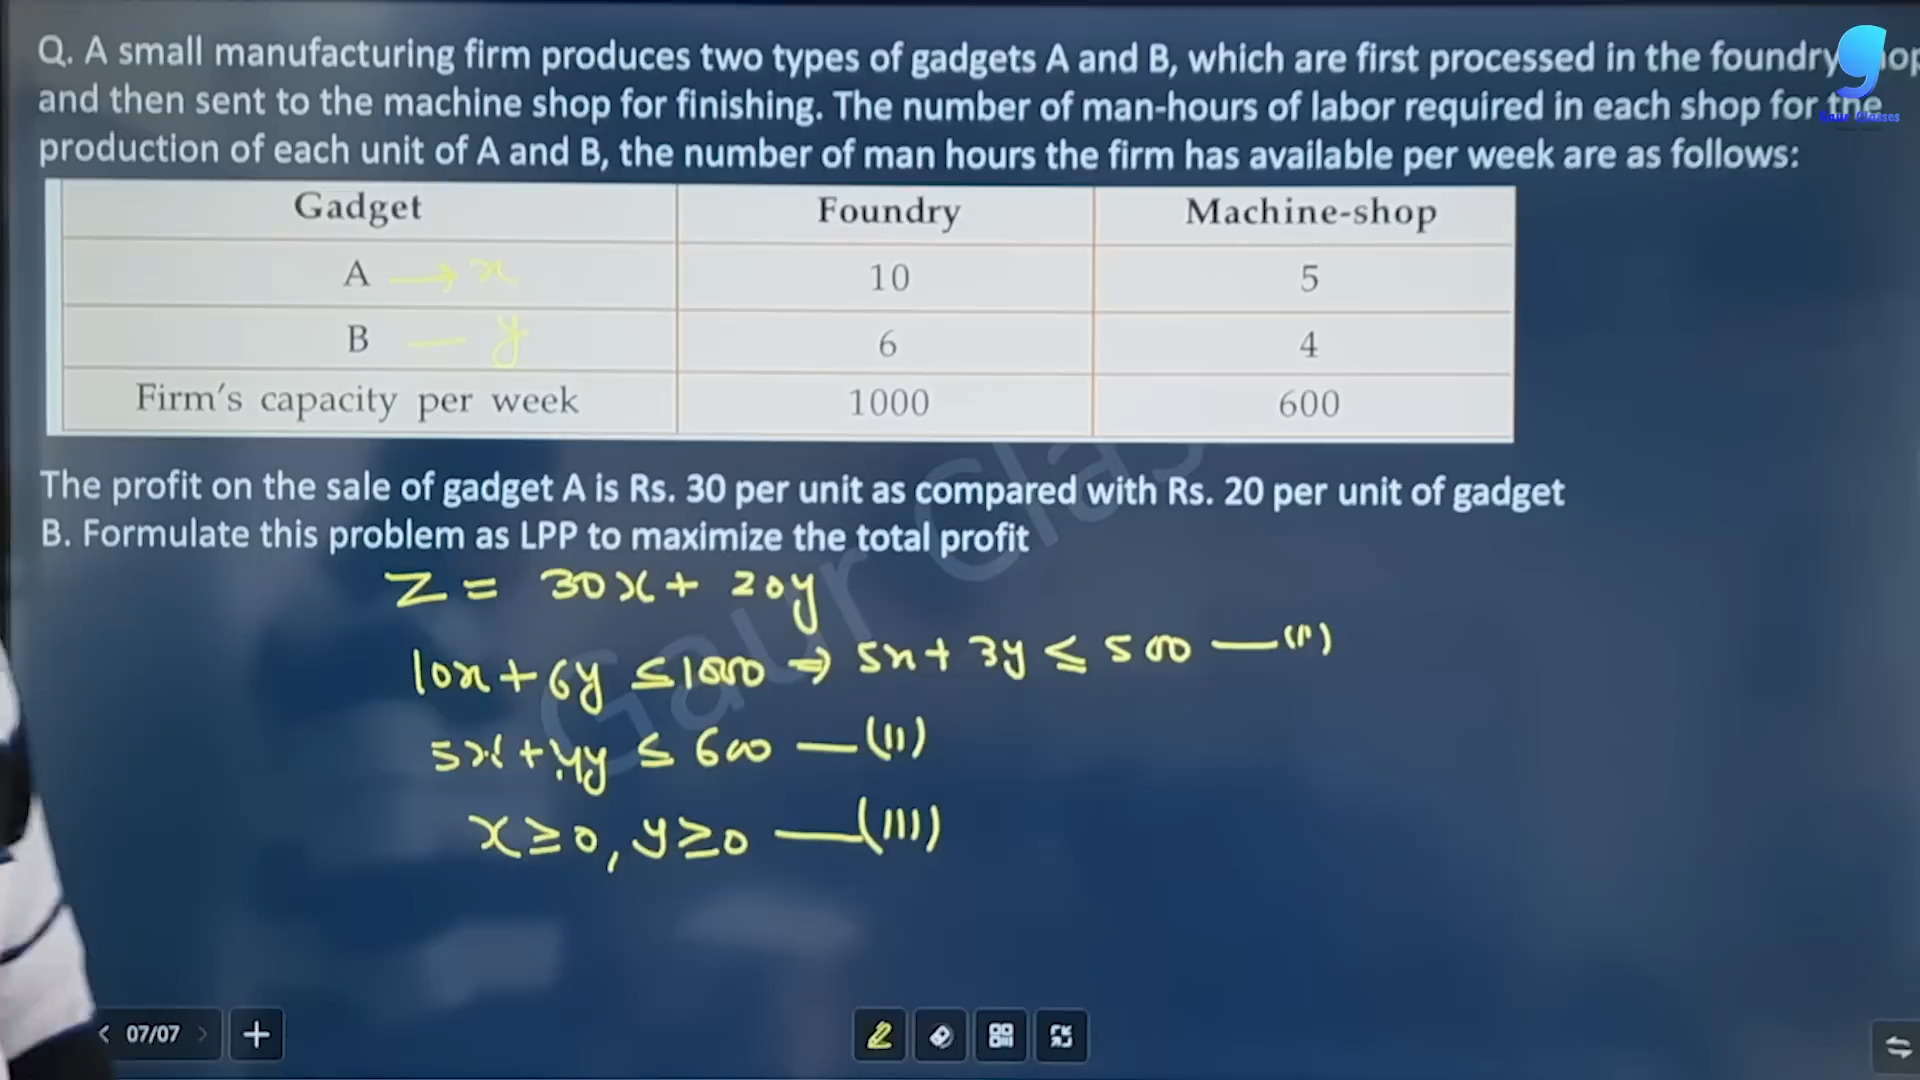 Q. A small manufacturing firm produces two types of gadgets A and B, which are first processed in the foundry
and then sent to the machine shop for finishing. The number of man-hours of labor required in each shop for the
Gaur Classes
production of each unit of A and B, the number of man hours the firm has available per week are as follows:
Gadget Foundry Machine-shop
A → x 10 5
B — y 6 4
Firm's capacity per week 1000 600
The profit on the sale of gadget A is Rs. 30 per unit as compared with Rs. 20 per unit of gadget
B. Formulate this problem as LPP to maximize the total profit
Gaur Clas
Z = 30x + 20y
10x + 6y ≤ 1000 ⇒ 5x + 3y ≤ 500 — (I)
5x + 4y ≤ 600 — (II)
x ≥ 0, y ≥ 0 — (III)
< 07/07 > +